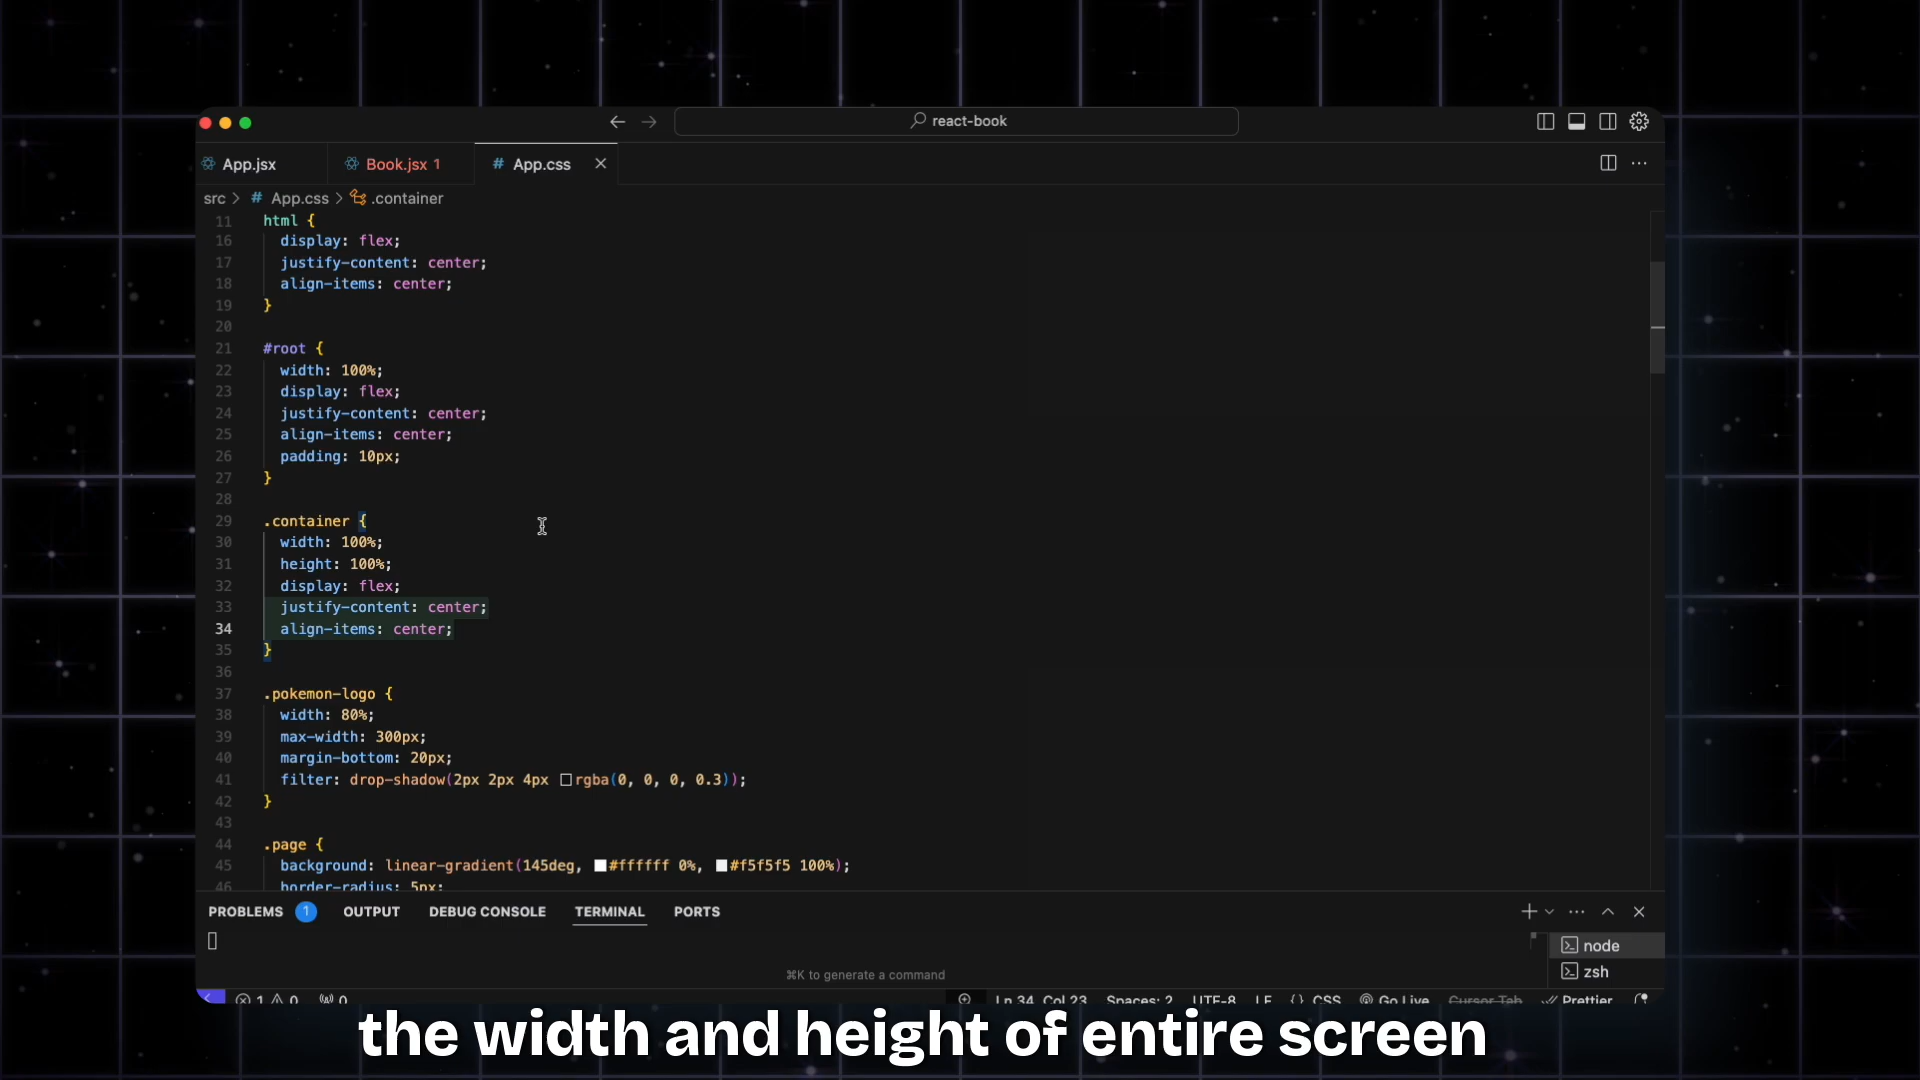 react-book
App.jsx
Book.jsx 1
# App.css
src > # App.css > .container
11 html {
16 display: flex;
17 justify-content: center;
18 align-items: center;
19 }
20
21 #root {
22 width: 100%;
23 display: flex;
24 justify-content: center;
25 align-items: center;
26 padding: 10px;
27 }
28
29 .container {
30 width: 100%;
31 height: 100%;
32 display: flex;
33 justify-content: center;
34 align-items: center;
35 }
36
37 .pokemon-logo {
38 width: 80%;
39 max-width: 300px;
40 margin-bottom: 20px;
41 filter: drop-shadow(2px 2px 4px rgba(0, 0, 0, 0.3));
42 }
43
44 .page {
45 background: linear-gradient(145deg, #ffffff 0%, #f5f5f5 100%);
46 border-radius: 5px;
PROBLEMS 1 OUTPUT DEBUG CONSOLE TERMINAL PORTS
node
⌘K to generate a command
zsh
1 0 0 Ln 34, Col 23 Spaces: 2 UTF-8 LF {} CSS Go Live Cursor Tab Prettier
the width and height of entire screen